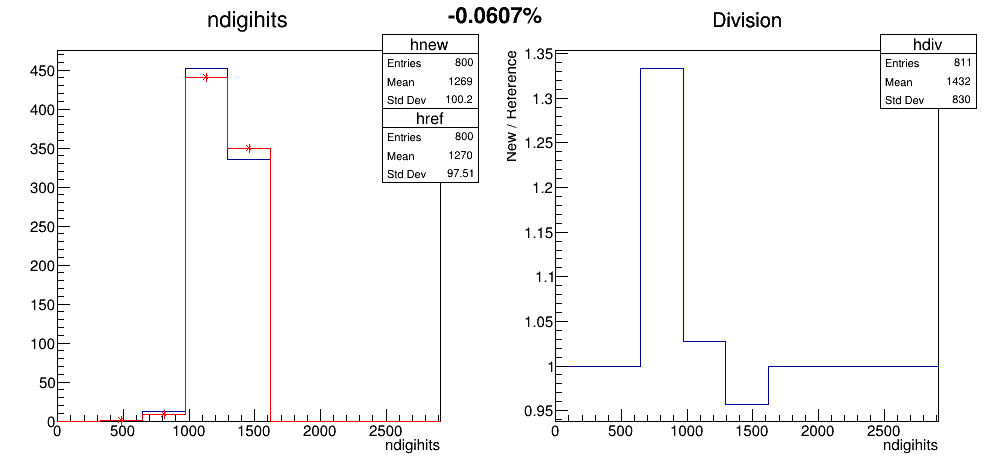 -0.0607%
ndigihits
hnew
Entries 800
Mean 1269
Std Dev 100.2
href
Entries 800
Mean 1270
Std Dev 97.51
450
400
350
300
250
200
150
100
50
0
0 500 1000 1500 2000 2500
ndigihits
Division
hdiv
Entries 811
Mean 1432
Std Dev 830
New / Reference
1.35
1.3
1.25
1.2
1.15
1.1
1.05
1
0.95
0 500 1000 1500 2000 2500
ndigihits